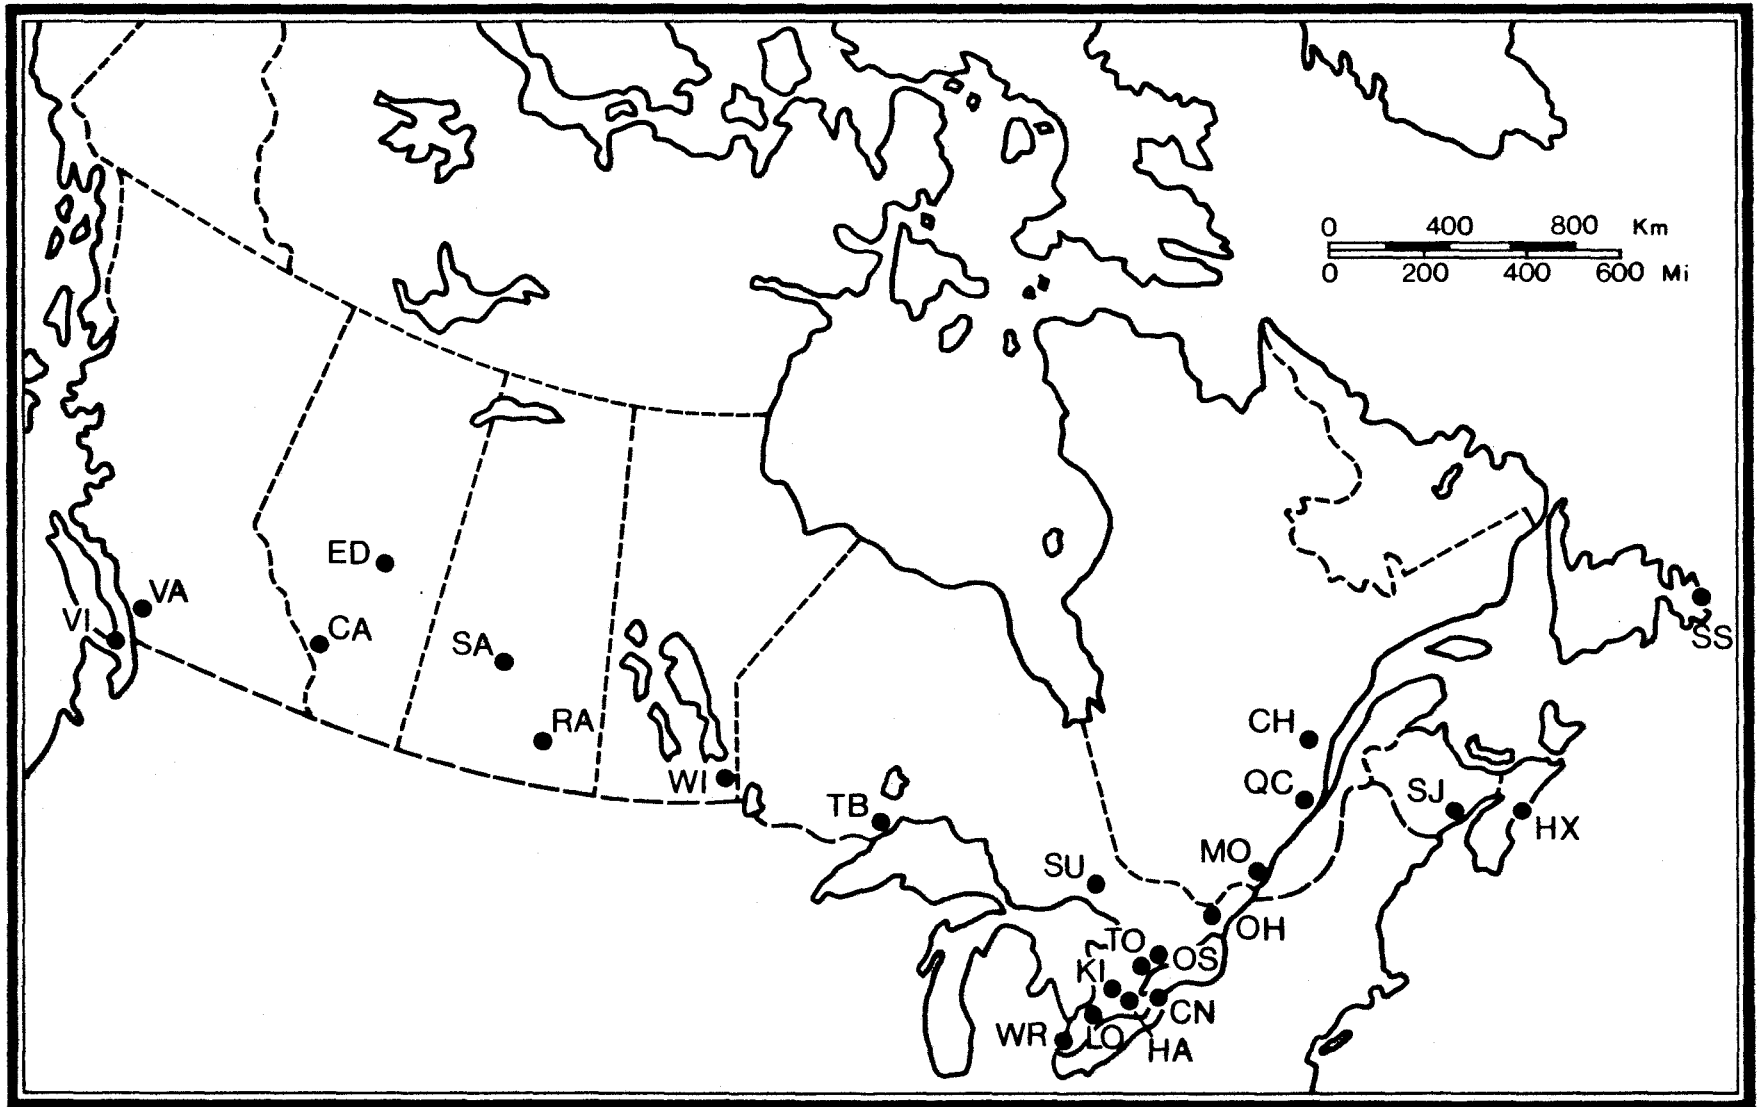 0 400 800 Km
0 200 400 600 Mi
ED
VA
VI
CA
SA
SS
RA
CH
WI
QC
TB
SJ
HX
MO
SU
OH
TO
OS
KI
CN
WR
LO
HA